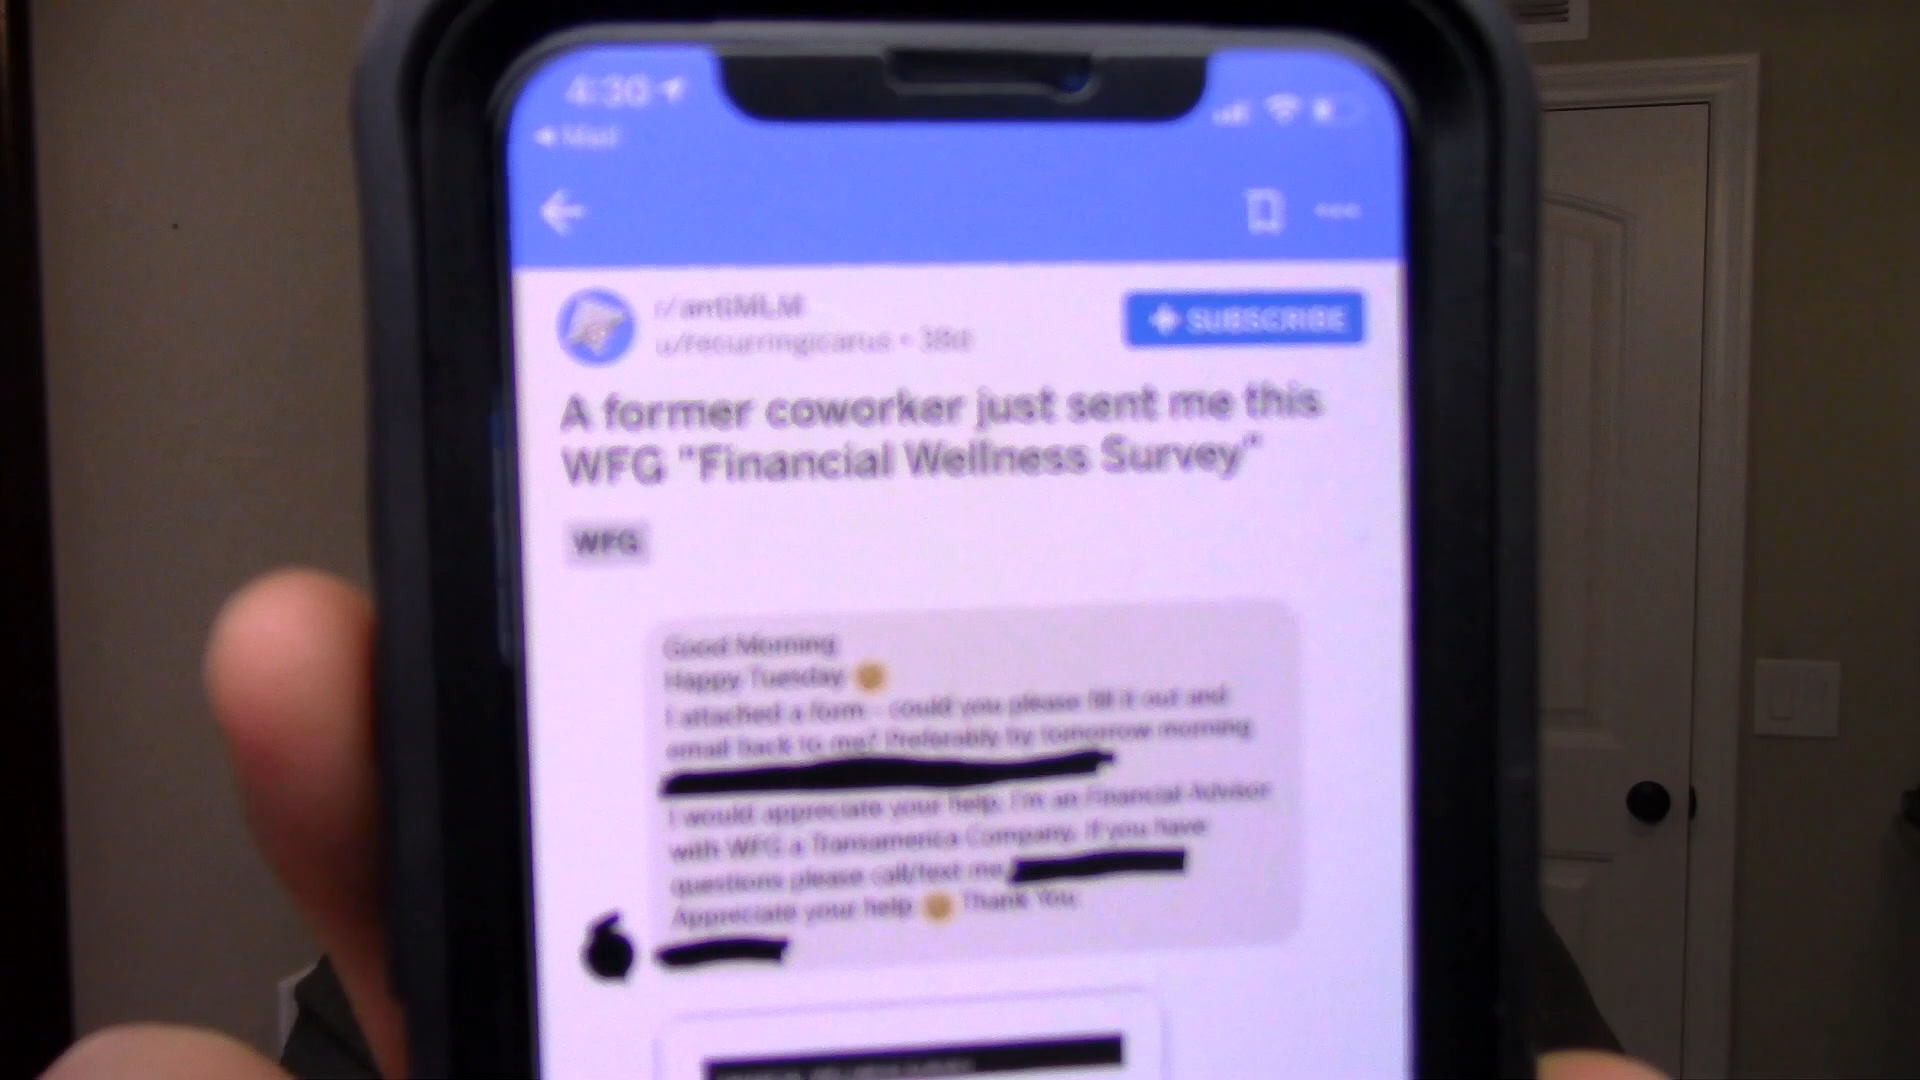 4:30
Mail
r/antiMLM
u/recurringicarus • 38d
SUBSCRIBE
A former coworker just sent me this
WFG "Financial Wellness Survey"
WFG
Good Morning
Happy Tuesday
I attached a form - could you please fill it out and
email back to me? Preferably by tomorrow morning
I would appreciate your help. I'm an Financial Advisor
with WFG a Transamerica Company. If you have
questions please call/text me
Appreciate your help Thank You